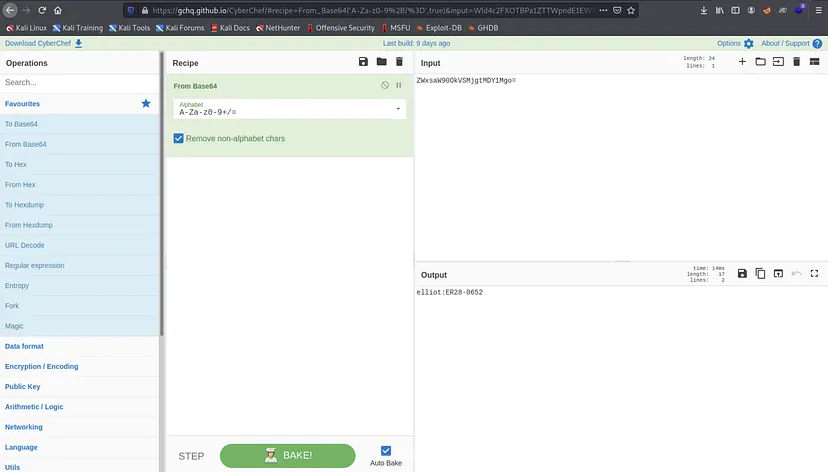 https://gchq.github.io/CyberChef/#recipe=From_Base64('A-Za-z0-9%2B/%3D',true)&input=Wld4c2FXOTBPa1ZTTWpndE1EW
Kali Linux Kali Training Kali Tools Kali Forums Kali Docs NetHunter Offensive Security MSFU Exploit-DB GHDB
Download CyberChef Last build: 9 days ago Options About / Support
Operations
Search...
Favourites
To Base64
From Base64
To Hex
From Hex
To Hexdump
From Hexdump
URL Decode
Regular expression
Entropy
Fork
Magic
Data format
Encryption / Encoding
Public Key
Arithmetic / Logic
Networking
Language
Utils
Recipe
From Base64
Alphabet
A-Za-z0-9+/=
Remove non-alphabet chars
STEP
BAKE!
Auto Bake
Input
length: 24
lines: 1
ZWxsaW90OkVSMjgtMDY1Mgo=
Output
time: 14ms
length: 17
lines: 2
elliot:ER28-0652